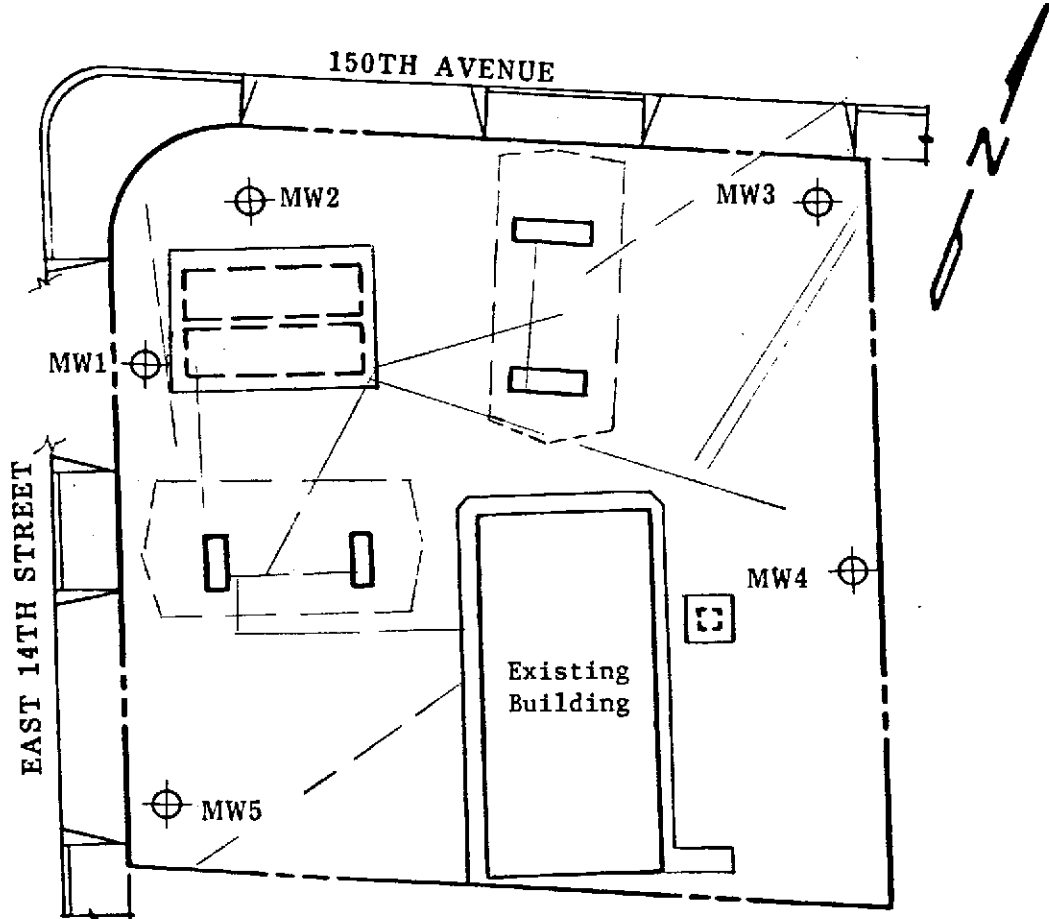 150TH AVENUE
MW2
MW3
N
MW1
EAST 14TH STREET
MW4
Existing
Building
MW5